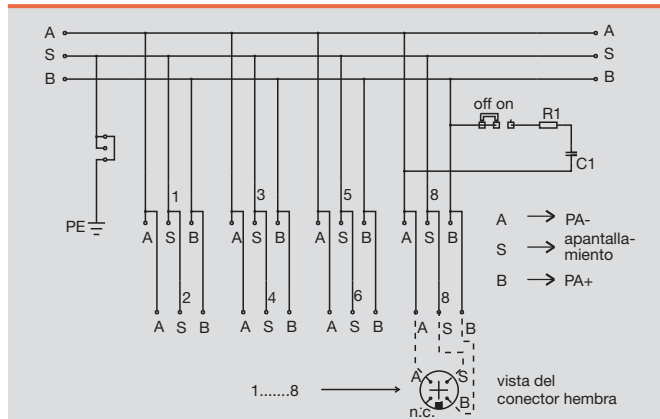 A A
S S
B B
off on
R1
C1
PE
1 3 5 8
A S B A S B A S B A S B
A → PA-
S → apantalla-
miento
B → PA+
2 4 6 8
A S B A S B A S B A S B
1.......8
A S
B
n.c.
vista del
conector hembra